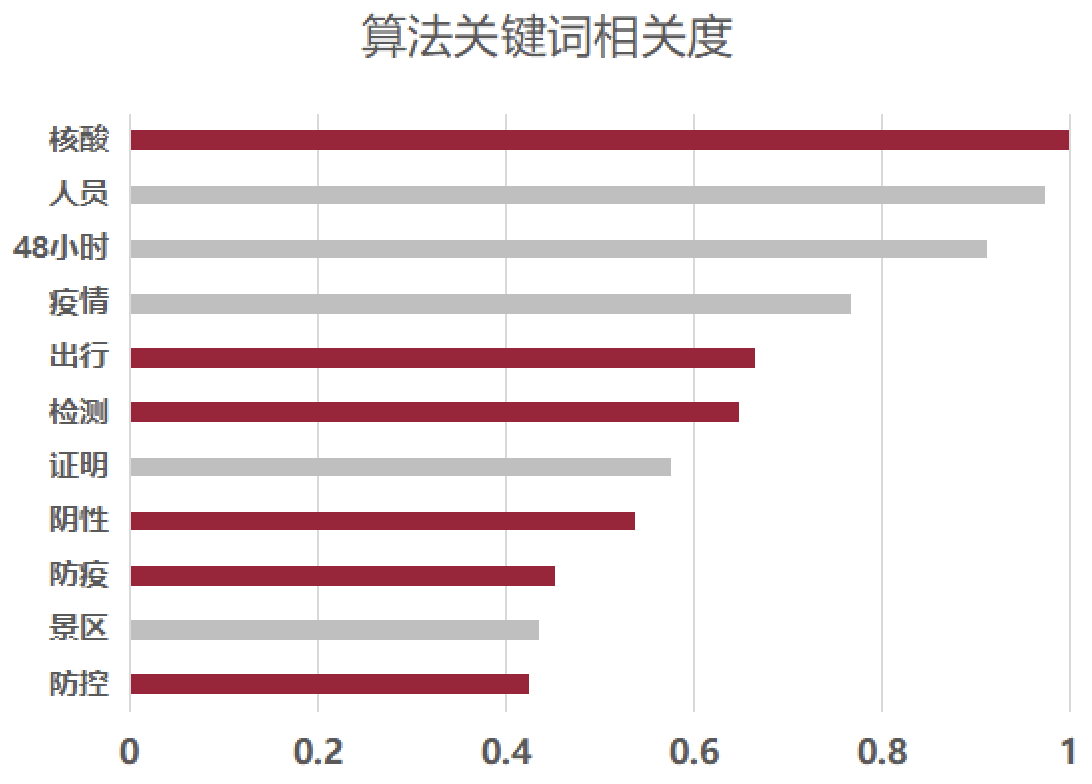 算法关键词相关度
核酸
人员
48小时
疫情
出行
检测
证明
阴性
防疫
景区
防控
0 0.2 0.4 0.6 0.8 1